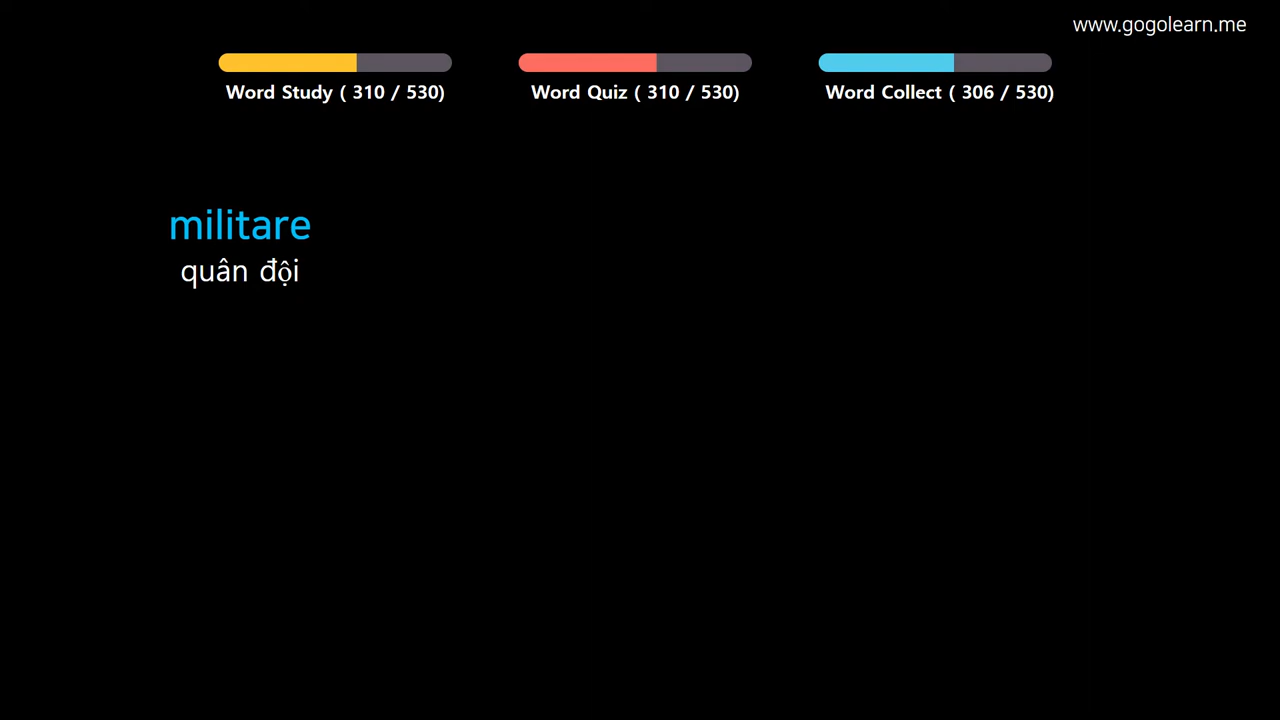 www.gogolearn.me
Word Study ( 310 / 530)
Word Quiz ( 310 / 530)
Word Collect ( 306 / 530)
militare
quân đội